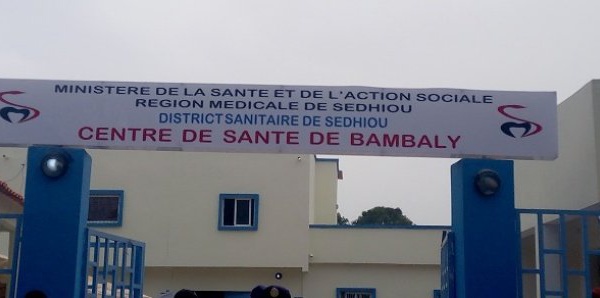 MINISTERE DE LA SANTE ET DE L'ACTION SOCIALE
REGION MEDICALE DE SEDHIOU
DISTRICT SANITAIRE DE SEDHIOU
CENTRE DE SANTE DE BAMBALY